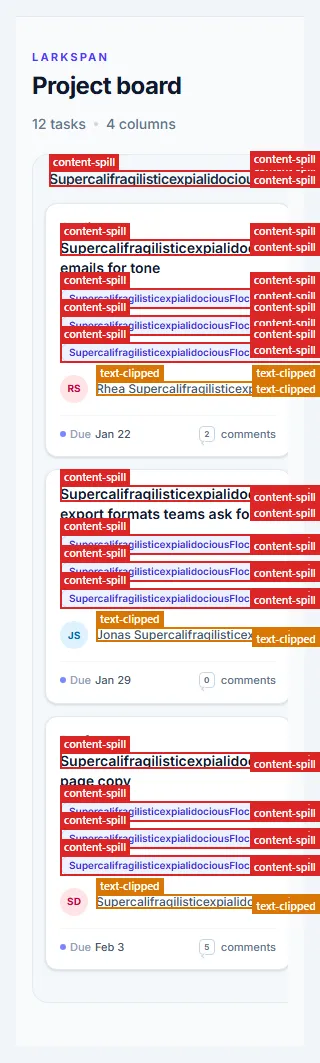 LARKSPAN
Project board
12 tasks • 4 columns
content-spill content-spill
Supercalifragilisticexpialidociou content-spill
content-spill content-spill
Supercalifragilisticexpialido content-spill
emails for tone
content-spill content-spill
SupercalifragilisticexpialidociousFloc
content-spill content-spill
SupercalifragilisticexpialidociousFloc
content-spill content-spill
SupercalifragilisticexpialidociousFloc content-spill
text-clipped text-clipped
RS Rhea Supercalifragilisticexp text-clipped
Due Jan 22 2 comments
content-spill
Supercalifragilisticexpialido content-spill
export formats teams ask fo content-spill
content-spill
SupercalifragilisticexpialidociousFloc content-spill
content-spill
SupercalifragilisticexpialidociousFloc content-spill
content-spill
SupercalifragilisticexpialidociousFloc content-spill
text-clipped
JS Jonas Supercalifragilisticex text-clipped
Due Jan 29 0 comments
content-spill
Supercalifragilisticexpialido content-spill
page copy
content-spill
SupercalifragilisticexpialidociousFloc content-spill
content-spill
SupercalifragilisticexpialidociousFloc content-spill
content-spill
SupercalifragilisticexpialidociousFloc content-spill
text-clipped
SD Supercalifragilisticexpialido text-clipped
Due Feb 3 5 comments